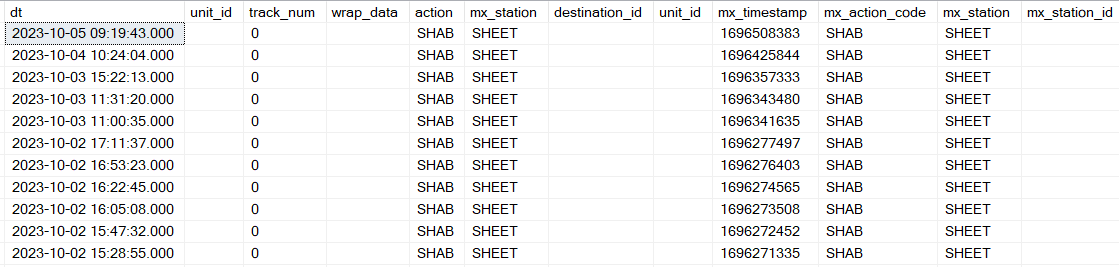 dt unit_id track_num wrap_data action mx_station destination_id unit_id mx_timestamp mx_action_code mx_station mx_station_id
2023-10-05 09:19:43.000 0 SHAB SHEET 1696508383 SHAB SHEET
2023-10-04 10:24:04.000 0 SHAB SHEET 1696425844 SHAB SHEET
2023-10-03 15:22:13.000 0 SHAB SHEET 1696357333 SHAB SHEET
2023-10-03 11:31:20.000 0 SHAB SHEET 1696343480 SHAB SHEET
2023-10-03 11:00:35.000 0 SHAB SHEET 1696341635 SHAB SHEET
2023-10-02 17:11:37.000 0 SHAB SHEET 1696277497 SHAB SHEET
2023-10-02 16:53:23.000 0 SHAB SHEET 1696276403 SHAB SHEET
2023-10-02 16:22:45.000 0 SHAB SHEET 1696274565 SHAB SHEET
2023-10-02 16:05:08.000 0 SHAB SHEET 1696273508 SHAB SHEET
2023-10-02 15:47:32.000 0 SHAB SHEET 1696272452 SHAB SHEET
2023-10-02 15:28:55.000 0 SHAB SHEET 1696271335 SHAB SHEET